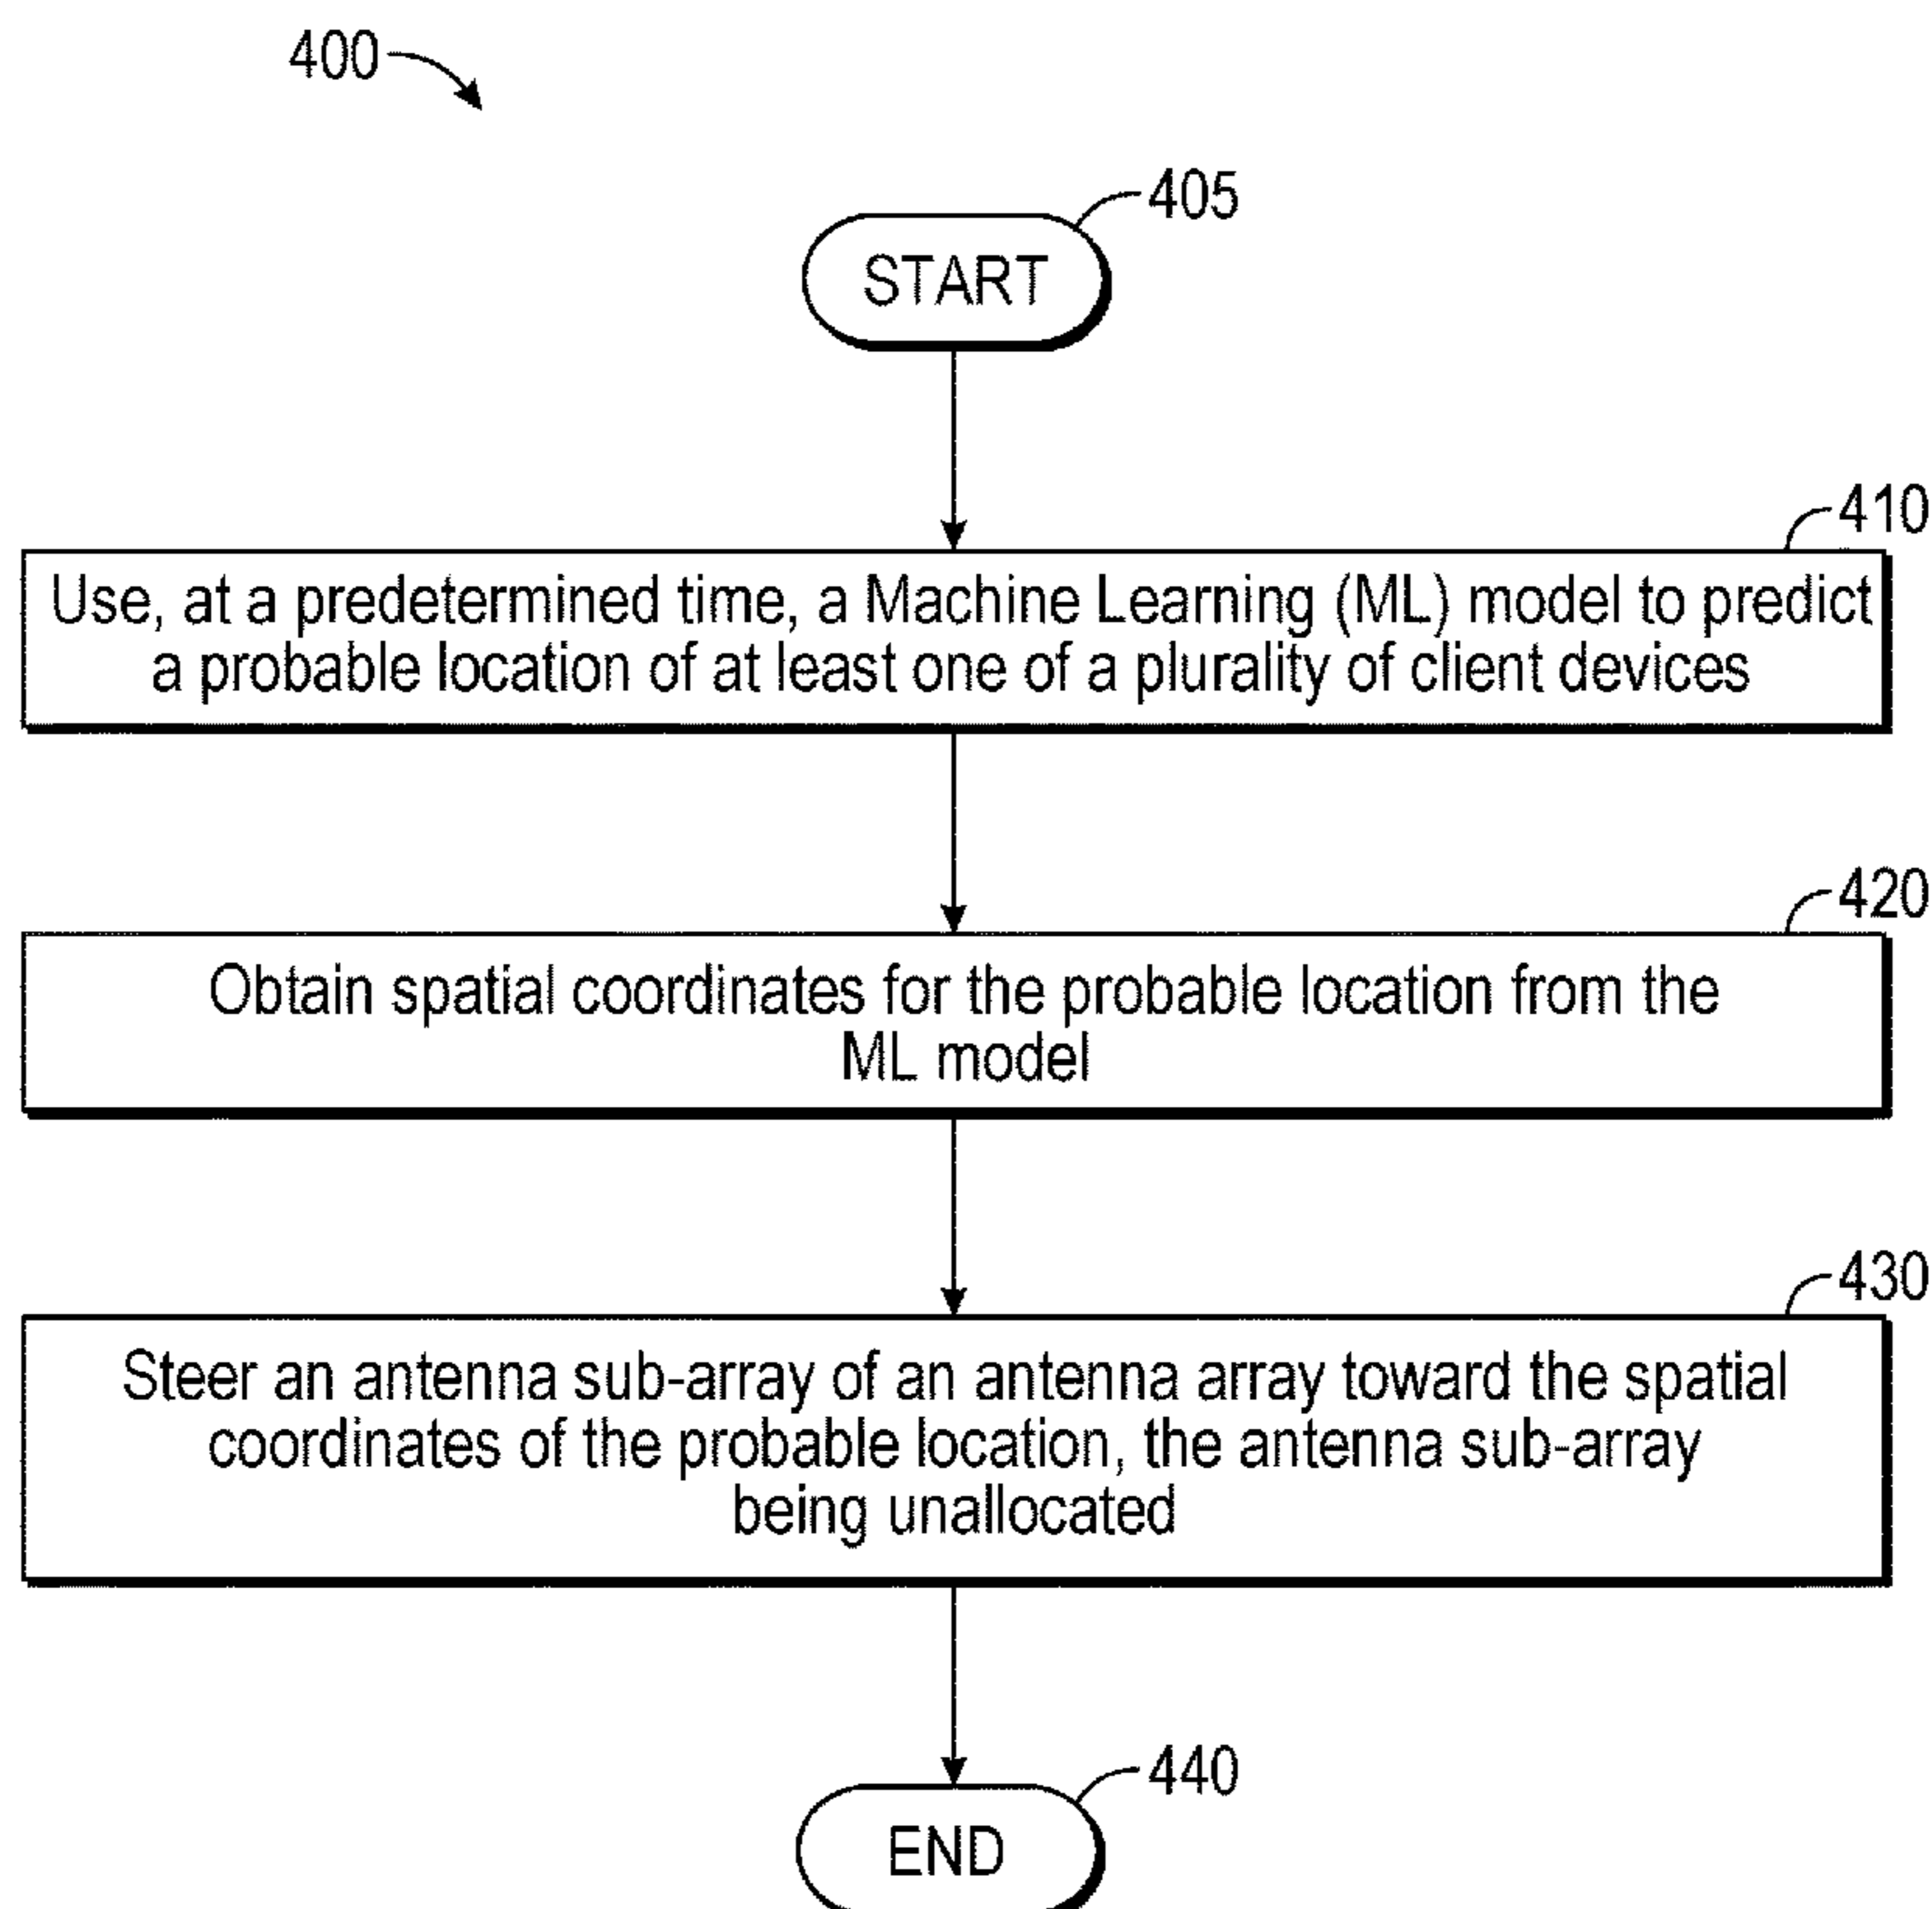 400
405
START
410
Use, at a predetermined time, a Machine Learning (ML) model to predict
a probable location of at least one of a plurality of client devices
420
Obtain spatial coordinates for the probable location from the
ML model
430
Steer an antenna sub-array of an antenna array toward the spatial
coordinates of the probable location, the antenna sub-array
being unallocated
440
END